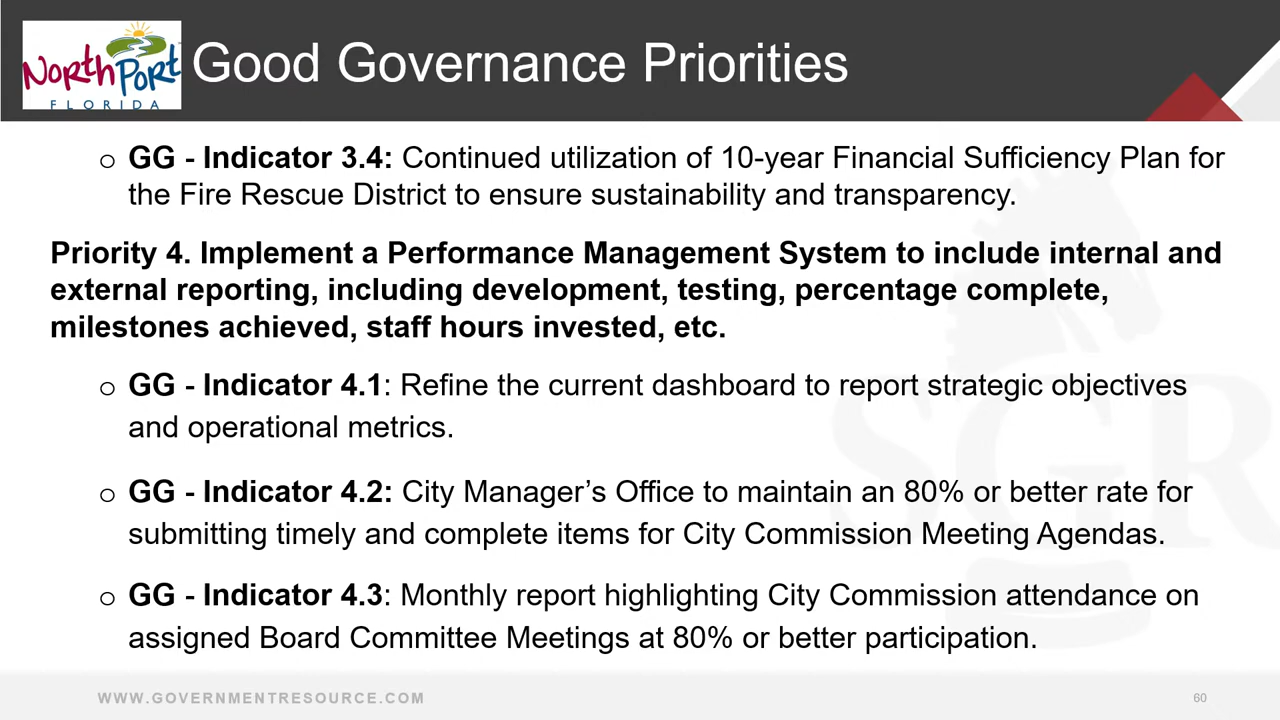 North Port
FLORIDA
Good Governance Priorities
o GG - Indicator 3.4: Continued utilization of 10-year Financial Sufficiency Plan for
the Fire Rescue District to ensure sustainability and transparency.
Priority 4. Implement a Performance Management System to include internal and
external reporting, including development, testing, percentage complete,
milestones achieved, staff hours invested, etc.
o GG - Indicator 4.1: Refine the current dashboard to report strategic objectives
and operational metrics.
o GG - Indicator 4.2: City Manager’s Office to maintain an 80% or better rate for
submitting timely and complete items for City Commission Meeting Agendas.
o GG - Indicator 4.3: Monthly report highlighting City Commission attendance on
assigned Board Committee Meetings at 80% or better participation.
SGR
WWW.GOVERNMENTRESOURCE.COM
60